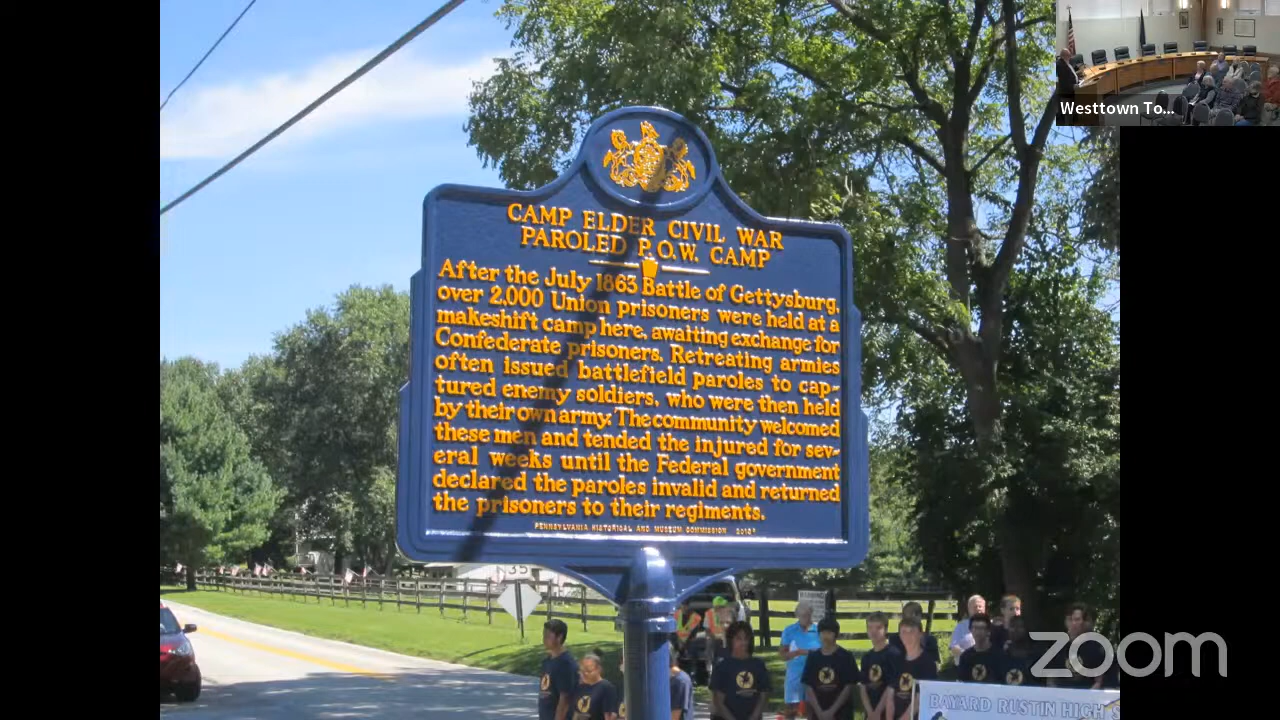 Westtown To...
CAMP ELDER CIVIL WAR
PAROLED P.O.W. CAMP
After the July 1863 Battle of Gettysburg,
over 2,000 Union prisoners were held at a
makeshift camp here, awaiting exchange for
Confederate prisoners. Retreating armies
often issued battlefield paroles to cap-
tured enemy soldiers, who were then held
by their own army. The community welcomed
these men and tended the injured for sev-
eral weeks until the Federal government
declared the paroles invalid and returned
the prisoners to their regiments.
PENNSYLVANIA HISTORICAL AND MUSEUM COMMISSION
35
zoom
BAYARD RUSTIN HIGH S